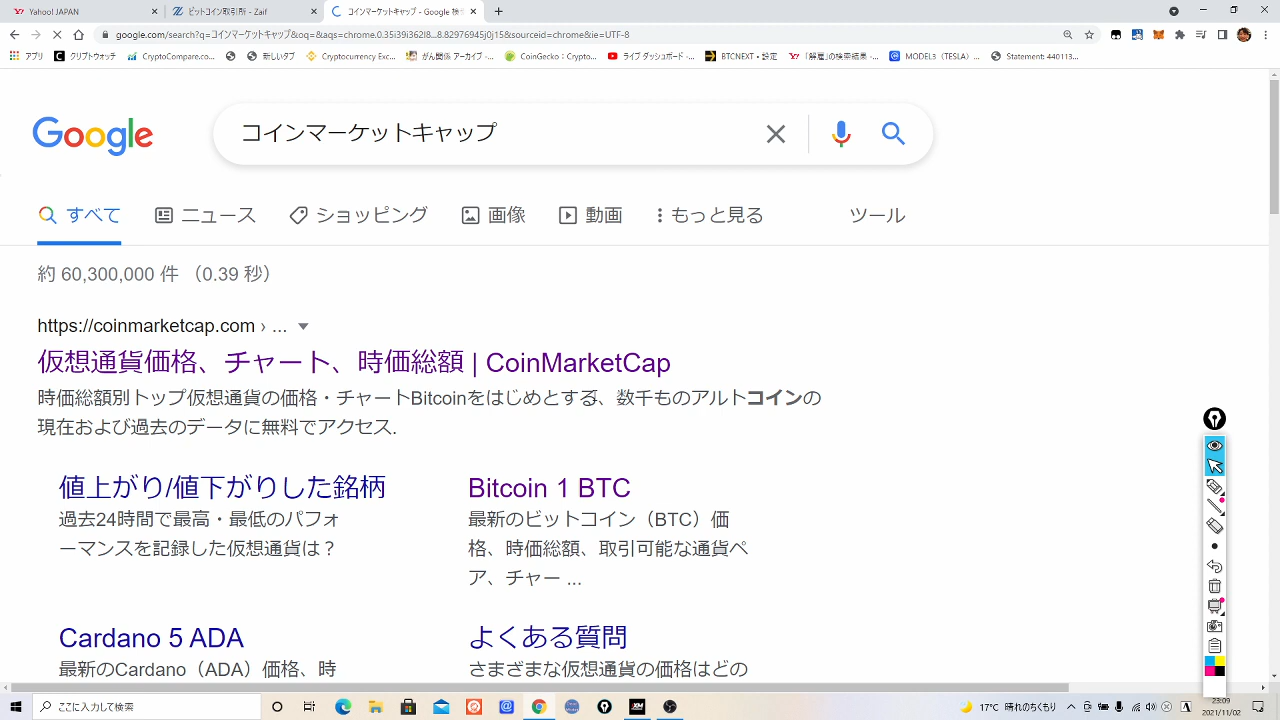 Yahoo! JAPAN
ビットコイン取引所 - Zaif
コインマーケットキャップ - Google 検
google.com/search?q=コインマーケットキャップ&oq=&aqs=chrome.0.35i39i362l8...8.82976945j0j15&sourceid=chrome&ie=UTF-8
アプリ
クリプトウォッチ
CryptoCompare.co...
新しいタブ
Cryptocurrency Exc...
がん関係 アーカイブ -...
CoinGecko : Crypto...
ライブ ダッシュボード -...
BTCNEXT • 設定
MODEL3（TESLA）...
Statement: 440113...
Google
コインマーケットキャップ
すべて
ニュース
ショッピング
画像
動画
もっと見る
ツール
約 60,300,000 件 （0.39 秒）
https://coinmarketcap.com › ...
仮想通貨価格、チャート、時価総額 | CoinMarketCap
時価総額別トップ仮想通貨の価格・チャートBitcoinをはじめとする、数千ものアルトコインの
現在および過去のデータに無料でアクセス.
値上がり/値下がりした銘柄
過去24時間で最高・最低のパフォ
ーマンスを記録した仮想通貨は？
Bitcoin 1 BTC
最新のビットコイン（BTC）価
格、時価総額、取引可能な通貨ペ
ア、チャー ...
Cardano 5 ADA
最新のCardano（ADA）価格、時
よくある質問
さまざまな仮想通貨の価格はどの
ここに入力して検索
17°C 晴れのちくもり
A
23:09
2021/11/02